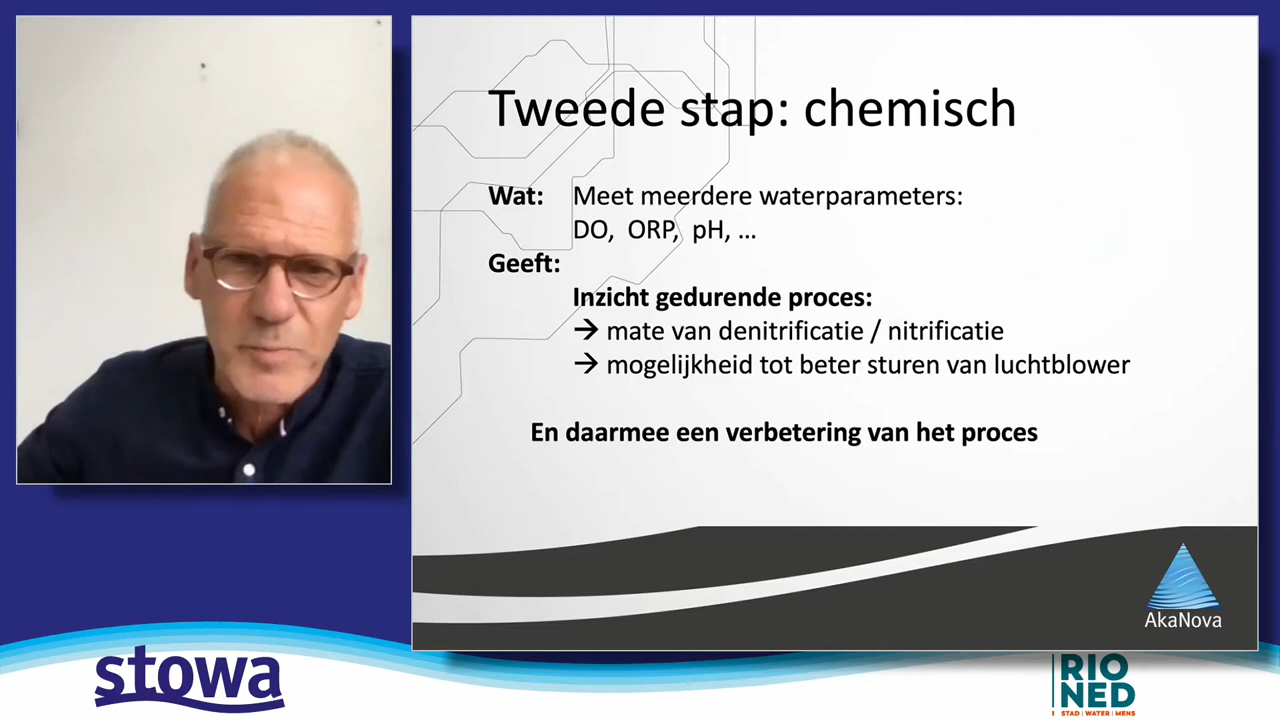 Tweede stap: chemisch
Wat: Meet meerdere waterparameters:
DO, ORP, pH, ...
Geeft:
Inzicht gedurende proces:
→ mate van denitrificatie / nitrificatie
→ mogelijkheid tot beter sturen van luchtblower
En daarmee een verbetering van het proces
AkaNova
stowa
RIO
NED
STAD | WATER | MENS